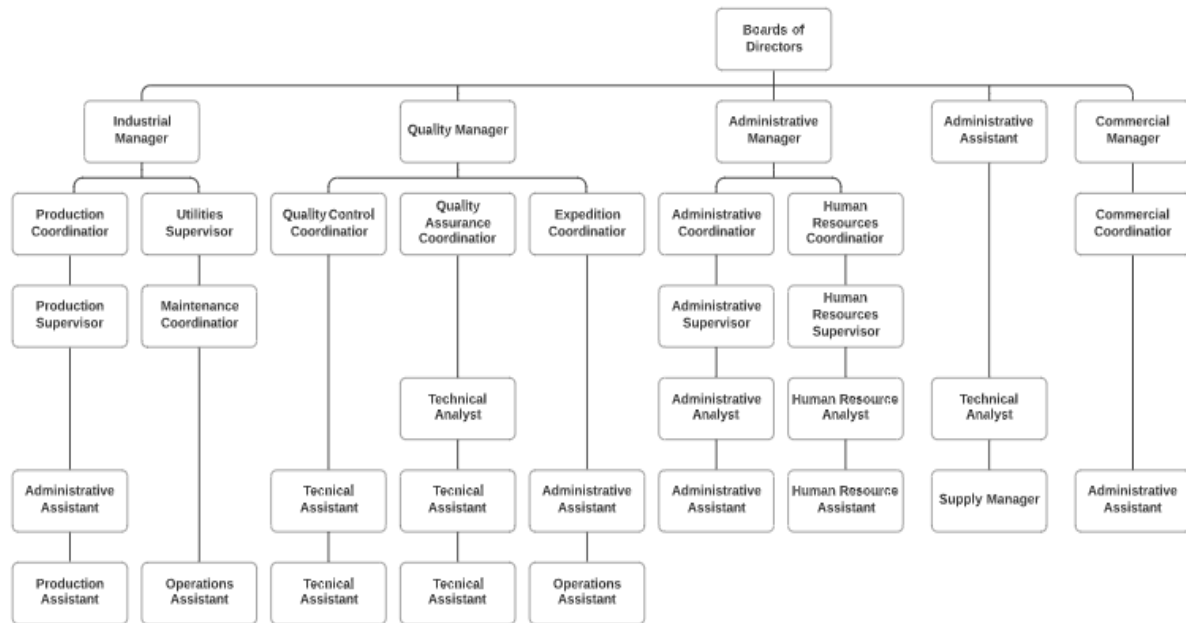 Boards of
Directors
Industrial
Manager
Quality Manager
Administrative
Manager
Administrative
Assistant
Commercial
Manager
Production
Coordinatior
Utilities
Supervisor
Quality Control
Coordinatior
Quality
Assurance
Coordinatior
Expedition
Coordinatior
Administrative
Coordinatior
Human
Resources
Coordinatior
Commercial
Coordinatior
Production
Supervisor
Maintenance
Coordinatior
Administrative
Supervisor
Human
Resources
Supervisor
Technical
Analyst
Administrative
Analyst
Human Resource
Analyst
Technical
Analyst
Administrative
Assistant
Tecnical
Assistant
Tecnical
Assistant
Administrative
Assistant
Administrative
Assistant
Human Resource
Assistant
Supply Manager
Administrative
Assistant
Production
Assistant
Operations
Assistant
Tecnical
Assistant
Tecnical
Assistant
Operations
Assistant